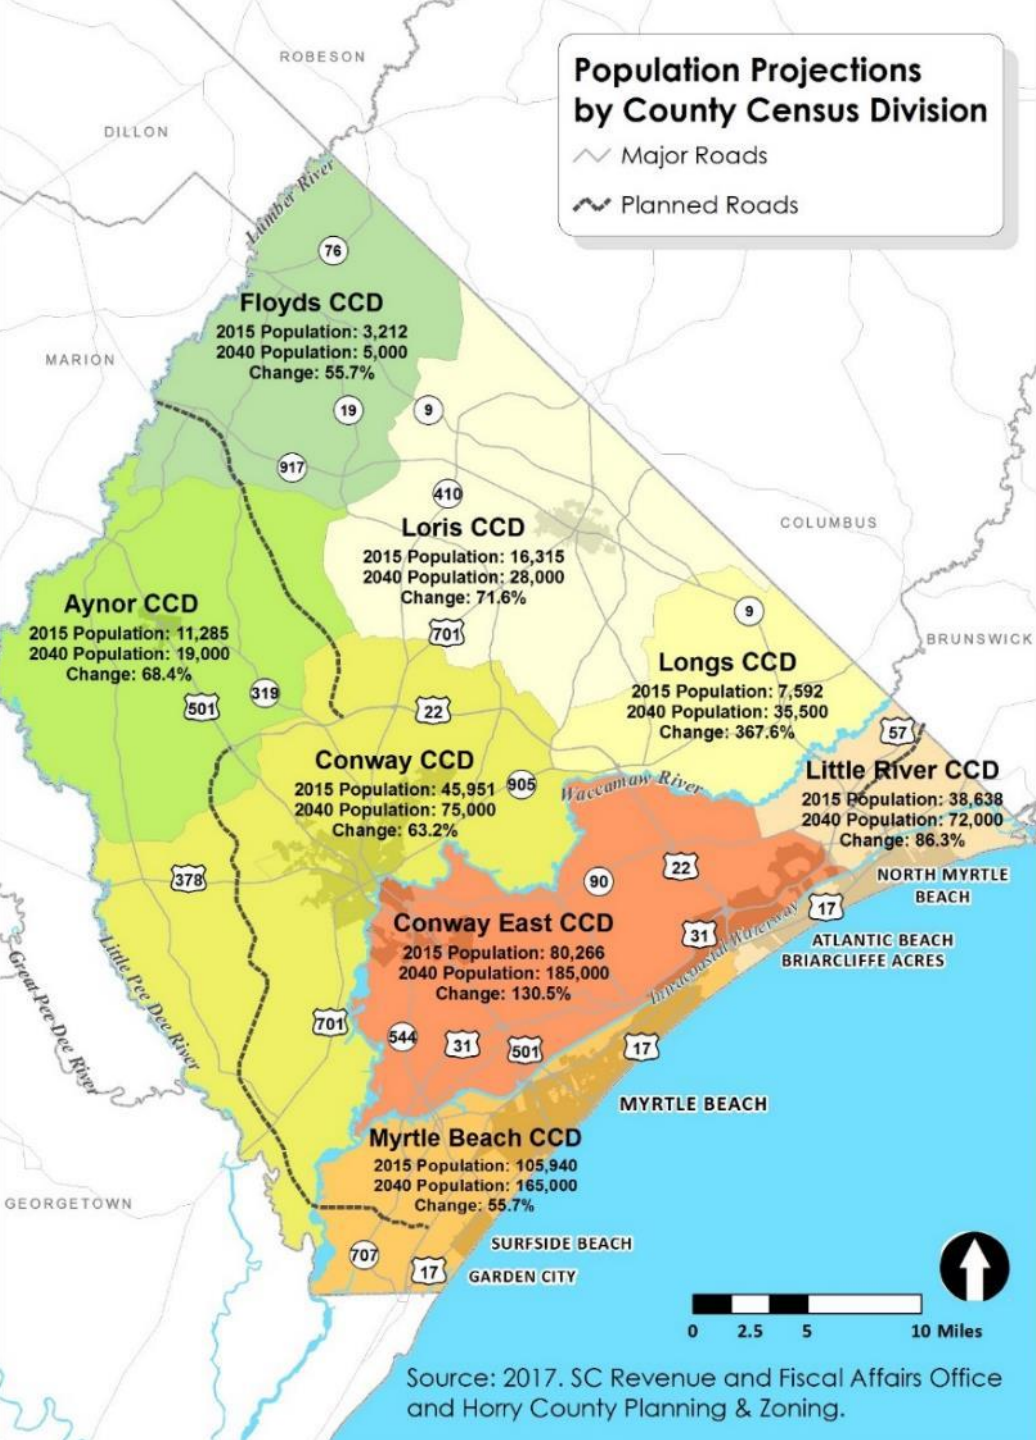 Population Projections
by County Census Division
Major Roads
Planned Roads
ROBESON
DILLON
Lumber River
76
Floyds CCD
2015 Population: 3,212
2040 Population: 5,000
Change: 55.7%
MARION
19
9
917
410
Loris CCD
2015 Population: 16,315
2040 Population: 28,000
Change: 71.6%
701
COLUMBUS
Aynor CCD
2015 Population: 11,285
2040 Population: 19,000
Change: 68.4%
319
501
9
BRUNSWICK
Longs CCD
2015 Population: 7,592
2040 Population: 35,500
Change: 367.6%
22
57
Conway CCD
2015 Population: 45,951
2040 Population: 75,000
Change: 63.2%
905
Waccamaw River
Little River CCD
2015 Population: 38,638
2040 Population: 72,000
Change: 86.3%
378
90
22
NORTH MYRTLE
BEACH
17
Conway East CCD
2015 Population: 80,266
2040 Population: 185,000
Change: 130.5%
31
Intracoastal Waterway
ATLANTIC BEACH
BRIARCLIFFE ACRES
Great Pee Dee River
Little Pee Dee River
701
544
31
501
17
MYRTLE BEACH
Myrtle Beach CCD
2015 Population: 105,940
2040 Population: 165,000
Change: 55.7%
GEORGETOWN
707
17
SURFSIDE BEACH
GARDEN CITY
0 2.5 5 10 Miles
Source: 2017. SC Revenue and Fiscal Affairs Office
and Horry County Planning & Zoning.